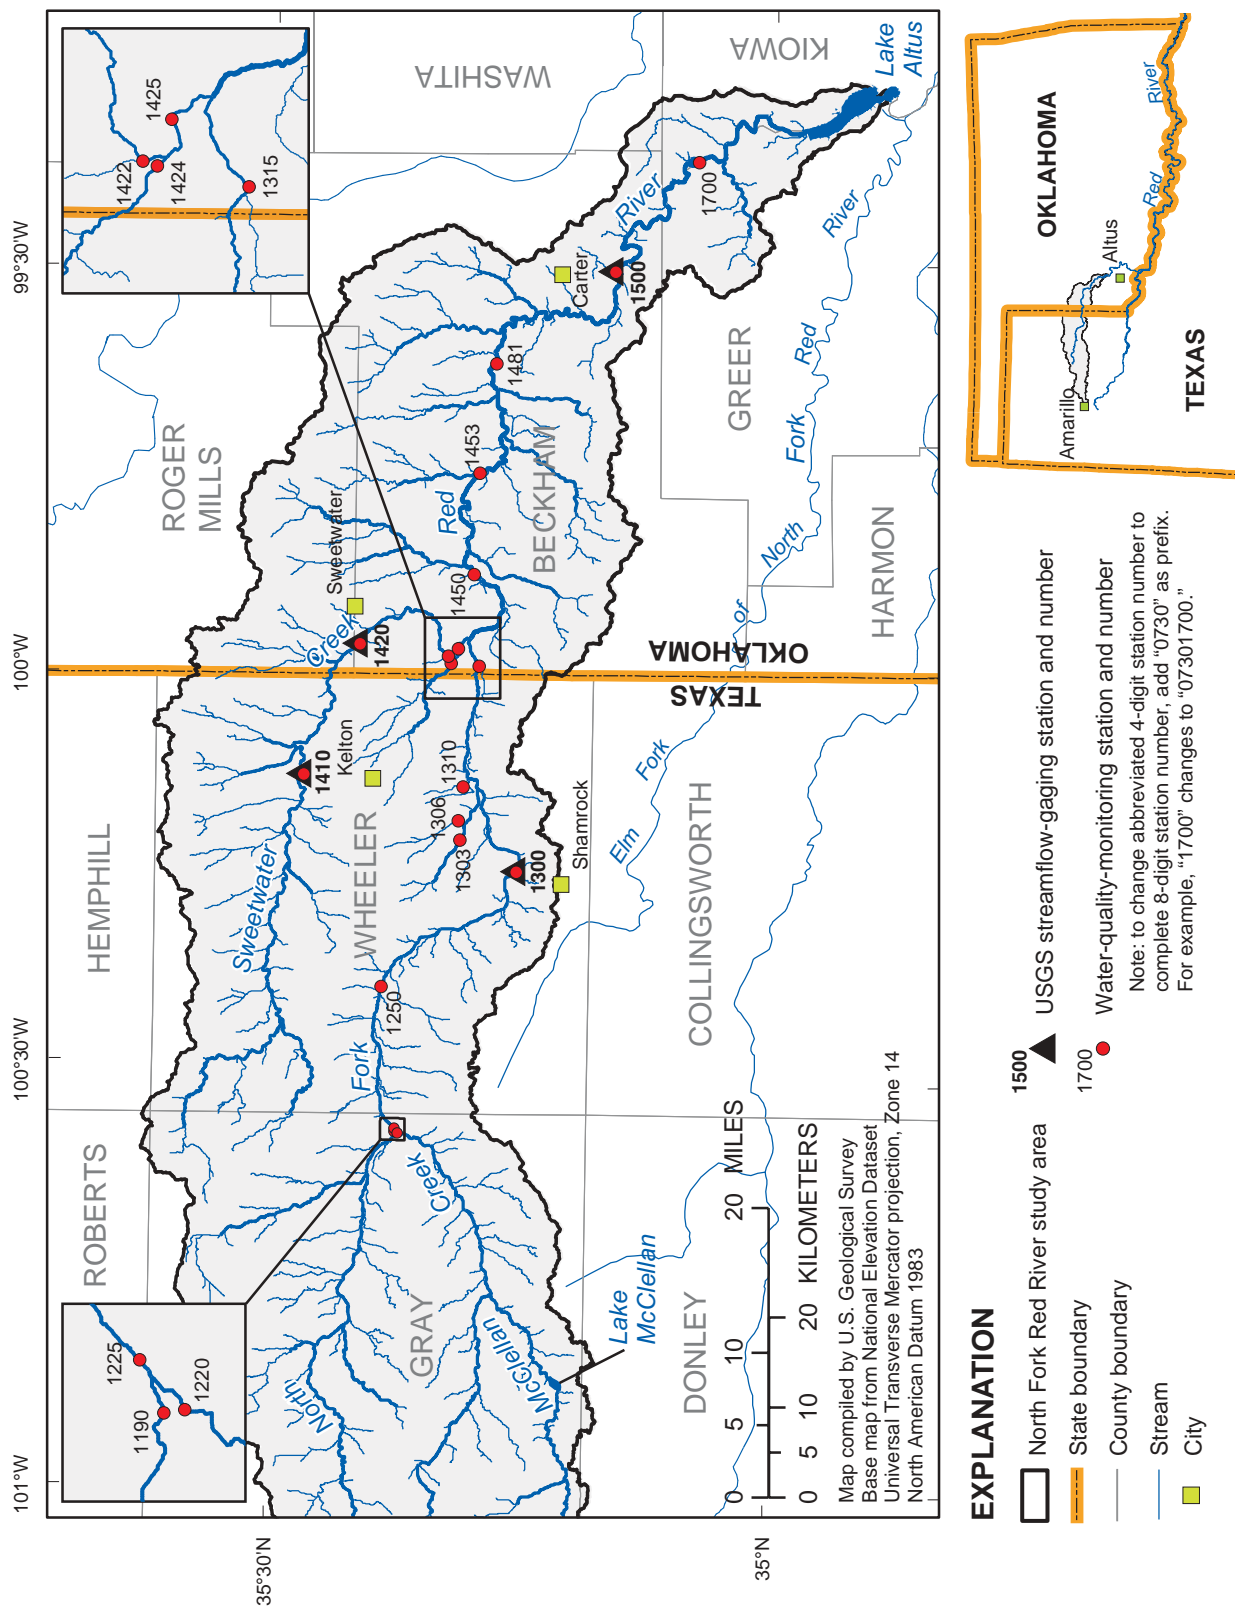 101°W
100°30'W
100°W
99°30'W
35°30'N
35°N
ROBERTS
HEMPHILL
ROGER
MILLS
WASHITA
KIOWA
GRAY
WHEELER
BECKHAM
GREER
HARMON
COLLINGSWORTH
DONLEY
TEXAS
OKLAHOMA
1225
1190
1220
1422
1424
1425
1315
North
Fork
Red
River
McClellan
Creek
Sweetwater
Creek
Lake
McClellan
Lake
Altus
Elm
Fork
of
North
Fork
Red
River
Kelton
Shamrock
Sweetwater
Carter
1250
1300
1303
1306
1310
1410
1420
1450
1453
1481
1500
1700
0 5 10 20 MILES
0 5 10 20 KILOMETERS
Map compiled by U.S. Geological Survey
Base map from National Elevation Dataset
Universal Transverse Mercator projection, Zone 14
North American Datum 1983
EXPLANATION
North Fork Red River study area
State boundary
County boundary
Stream
City
1500
USGS streamflow-gaging station and number
1700
Water-quality-monitoring station and number
Note: to change abbreviated 4-digit station number to
complete 8-digit station number, add “0730” as prefix.
For example, “1700” changes to “07301700.”
Amarillo
Altus
OKLAHOMA
TEXAS
Red
River